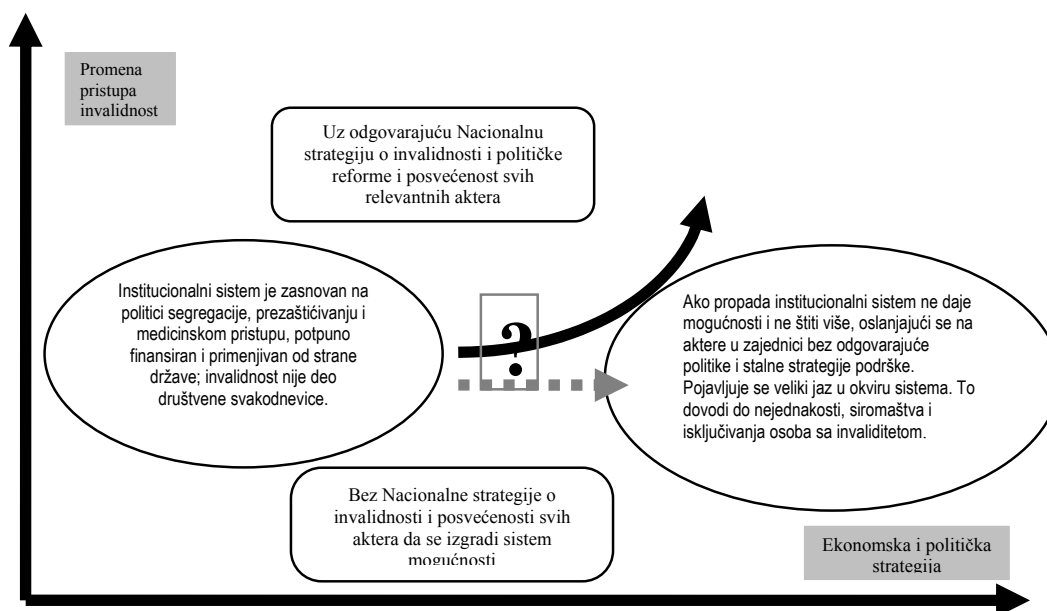 Promena
pristupa
invalidnost
Uz odgovarajuću Nacionalnu
strategiju o invalidnosti i političke
reforme i posvećenost svih
relevantnih aktera
Institucionalni sistem je zasnovan na
politici segregacije, prezaštićivanju i
medicinskom pristupu, potpuno
finansiran i primenjivan od strane
države; invalidnost nije deo
društvene svakodnevice.
?
Ako propada institucionalni sistem ne daje
mogućnosti i ne štiti više, oslanjajući se na
aktere u zajednici bez odgovarajuće
politike i stalne strategije podrške.
Pojavljuje se veliki jaz u okviru sistema. To
dovodi do nejednakosti, siromaštva i
isključivanja osoba sa invaliditetom.
Bez Nacionalne strategije o
invalidnosti i posvećenosti svih
aktera da se izgradi sistem
mogućnosti
Ekonomska i politička
strategija